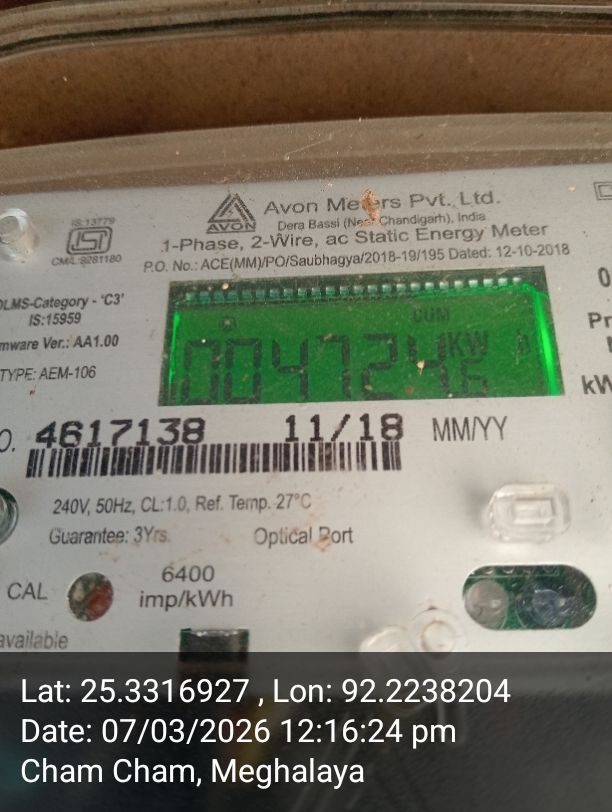 Avon Meters Pvt. Ltd.
AVON
Dera Bassi (Near Chandigarh), India
1-Phase, 2-Wire, ac Static Energy Meter
P.O. No.: ACE(MM)/PO/Saubhagya/2018-19/195 Dated: 12-10-2018
IS:13779
ISI
CM/L-9281180
DLMS-Category - 'C3'
IS:15959
mware Ver.: AA1.00
TYPE: AEM-106
CUM
KW h
O. 4617138 11/18 MM/YY
240V, 50Hz, CL:1.0, Ref. Temp. 27°C
Guarantee: 3Yrs. Optical Port
CAL
6400
imp/kWh
available
Lat: 25.3316927 , Lon: 92.2238204
Date: 07/03/2026 12:16:24 pm
Cham Cham, Meghalaya